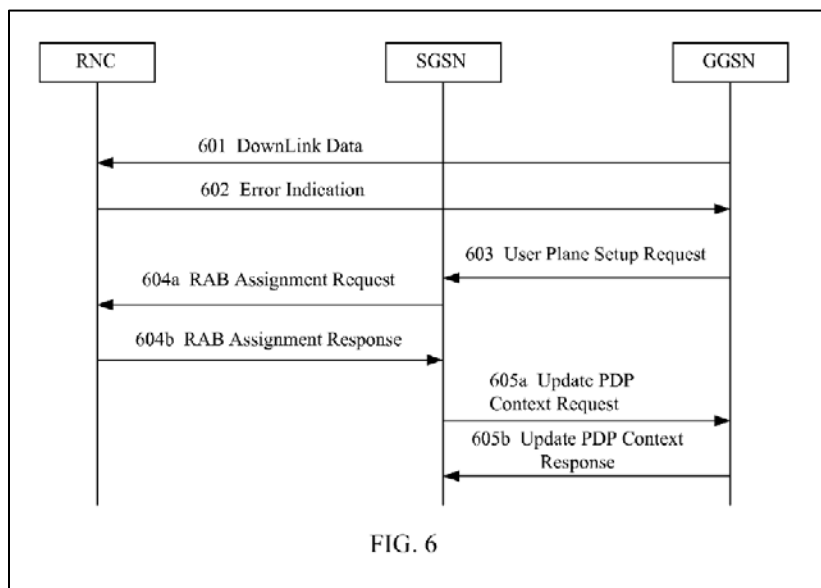 RNC
SGSN
GGSN
601 DownLink Data
602 Error Indication
603 User Plane Setup Request
604a RAB Assignment Request
604b RAB Assignment Response
605a Update PDP
Context Request
605b Update PDP Context
Response
FIG. 6